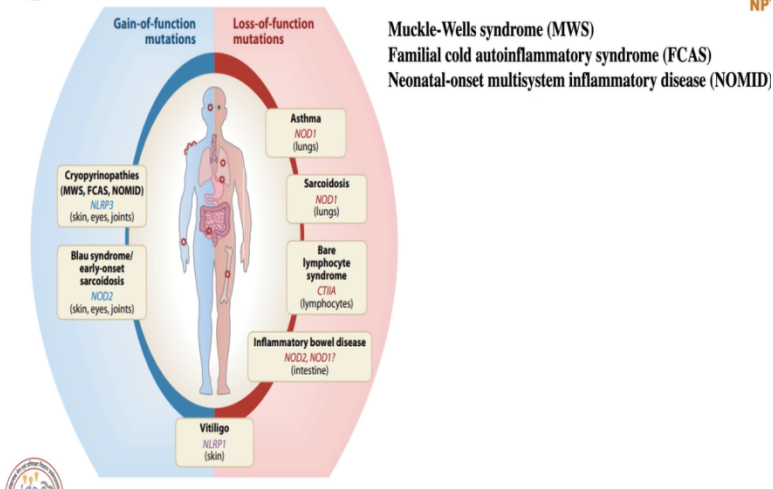 NPT
Gain-of-function
mutations
Loss-of-function
mutations
Muckle-Wells syndrome (MWS)
Familial cold autoinflammatory syndrome (FCAS)
Neonatal-onset multisystem inflammatory disease (NOMID)
Asthma
NOD1
(lungs)
Cryopyrinopathies
(MWS, FCAS, NOMID)
NLRP3
(skin, eyes, joints)
Sarcoidosis
NOD1
(lungs)
Blau syndrome/
early-onset
sarcoidosis
NOD2
(skin, eyes, joints)
Bare
lymphocyte
syndrome
CTIIA
(lymphocytes)
Inflammatory bowel disease
NOD2, NOD1?
(intestine)
Vitiligo
NLRP1
(skin)